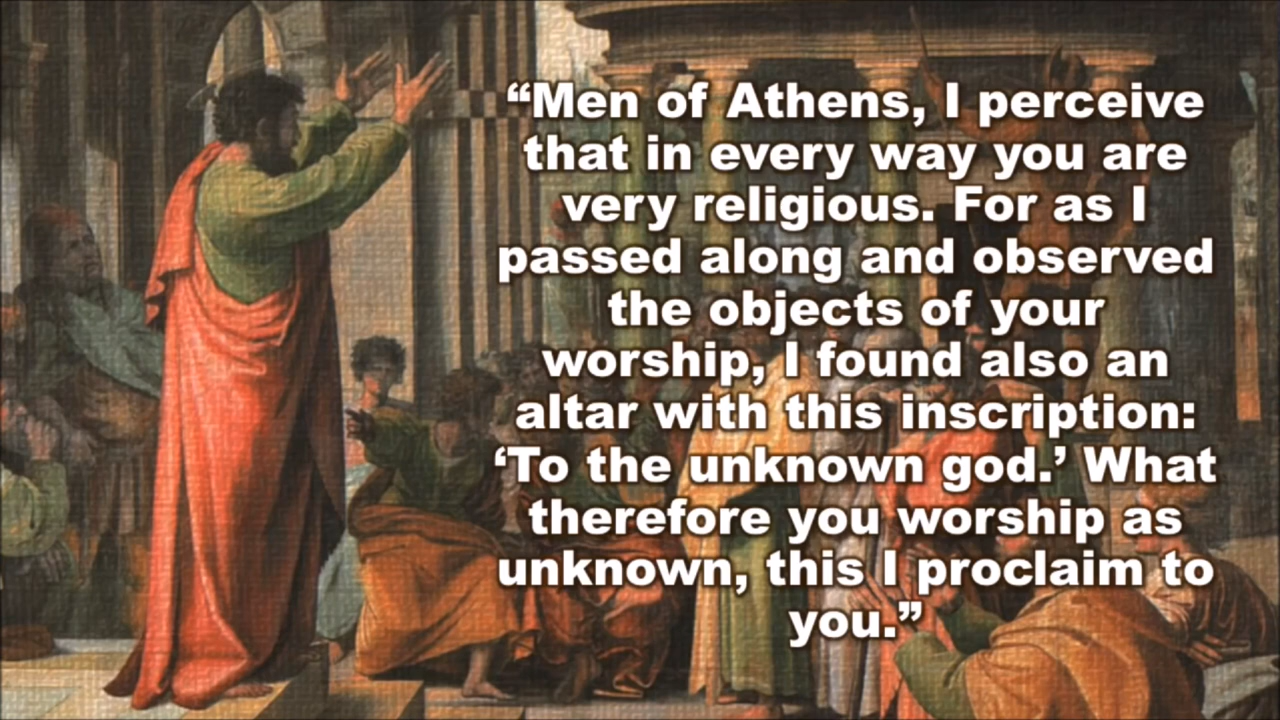 “Men of Athens, I perceive
that in every way you are
very religious. For as I
passed along and observed
the objects of your
worship, I found also an
altar with this inscription:
‘To the unknown god.’ What
therefore you worship as
unknown, this I proclaim to
you.”